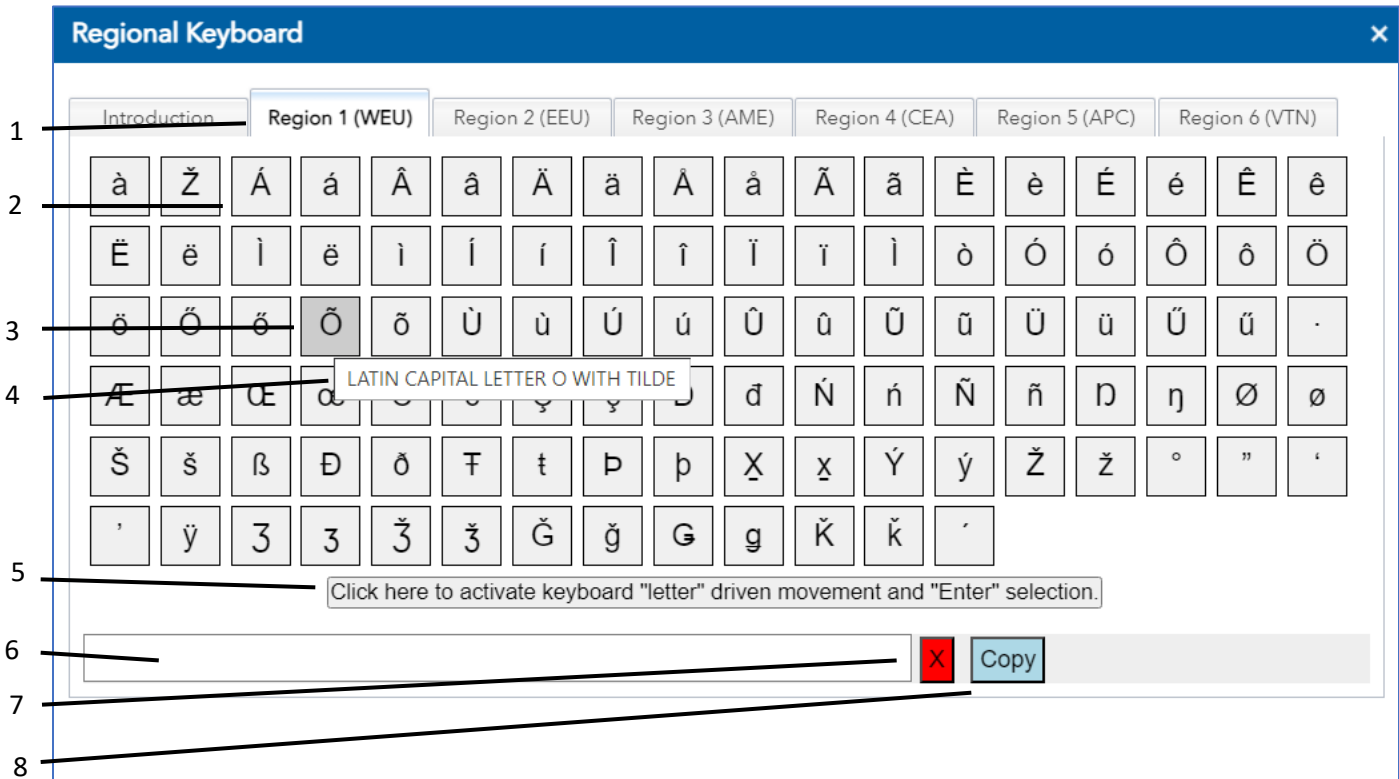 Regional Keyboard ×
1 Introduction Region 1 (WEU) Region 2 (EEU) Region 3 (AME) Region 4 (CEA) Region 5 (APC) Region 6 (VTN)
à Ž Á á Â â Ä ä Å å Ã ã È è É é Ê ê
2
Ë ë Ì ë ì Í í Î î Ï ï Ì ò Ó ó Ô ô Ö
3 ö Ő ő Õ õ Ù ù Ú ú Û û Ũ ũ Ü ü Ű ű ·
LATIN CAPITAL LETTER O WITH TILDE
4 Æ æ Œ œ đ Ń ń Ñ ñ Ŋ ŋ Ø ø
Š š ß Đ ð Ŧ ŧ Þ þ X̱ x̱ Ý ý Ž ž ° ” ‘
’ ÿ Ʒ ʒ Ǯ ǯ Ǧ ǧ Ǥ ǥ Ǩ ǩ ´
5 Click here to activate keyboard "letter" driven movement and "Enter" selection.
6 X Copy
7
8